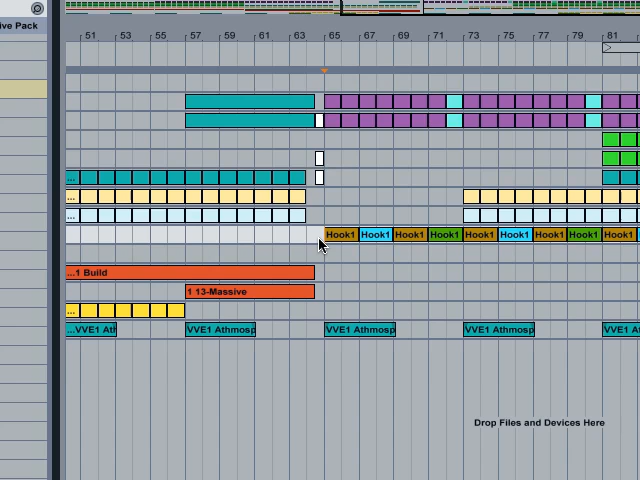 ive Pack
51 53 55 57 59 61 63 65 67 69 71 73 75 77 79 81
...
...
...
Hook1 Hook1 Hook1 Hook1 Hook1 Hook1 Hook1 Hook1 Hook1
...1 Build
1 13-Massive
...
...VVE1 Ath VVE1 Athmosp VVE1 Athmosp VVE1 Athmosp VVE1 At
Drop Files and Devices Here